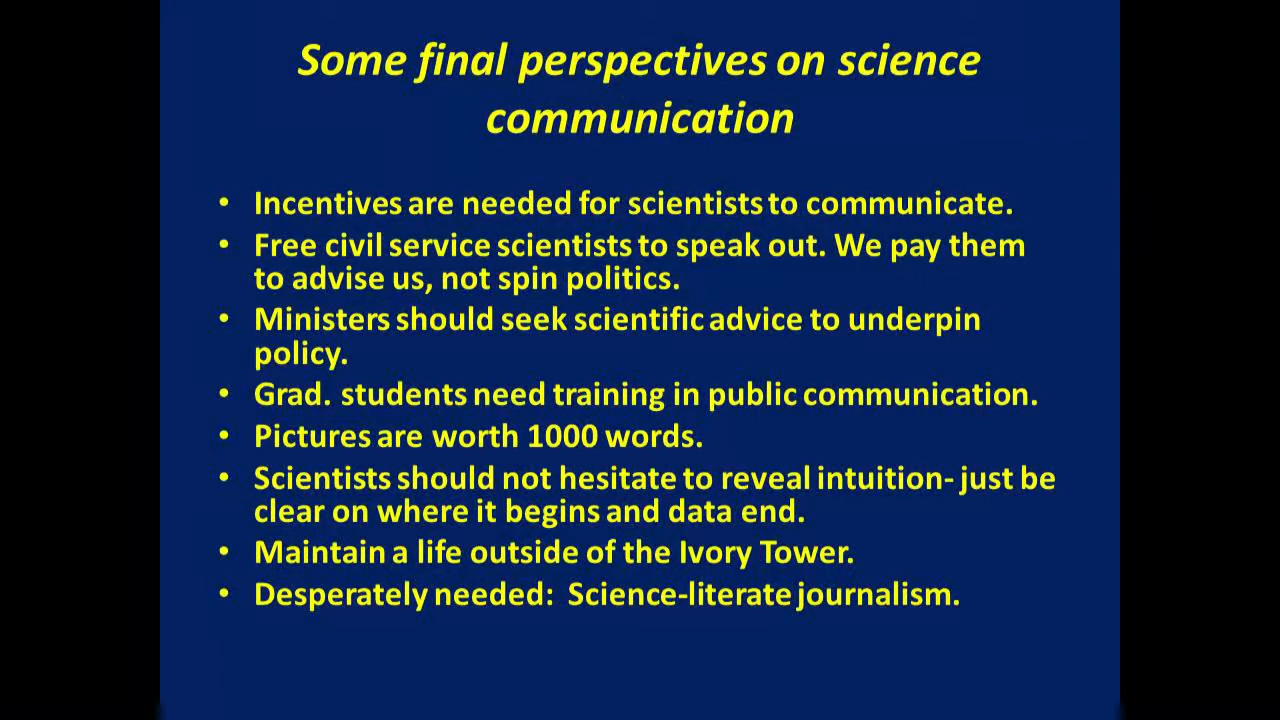 Some final perspectives on science
communication
• Incentives are needed for scientists to communicate.
• Free civil service scientists to speak out. We pay them
to advise us, not spin politics.
• Ministers should seek scientific advice to underpin
policy.
• Grad. students need training in public communication.
• Pictures are worth 1000 words.
• Scientists should not hesitate to reveal intuition- just be
clear on where it begins and data end.
• Maintain a life outside of the Ivory Tower.
• Desperately needed: Science-literate journalism.